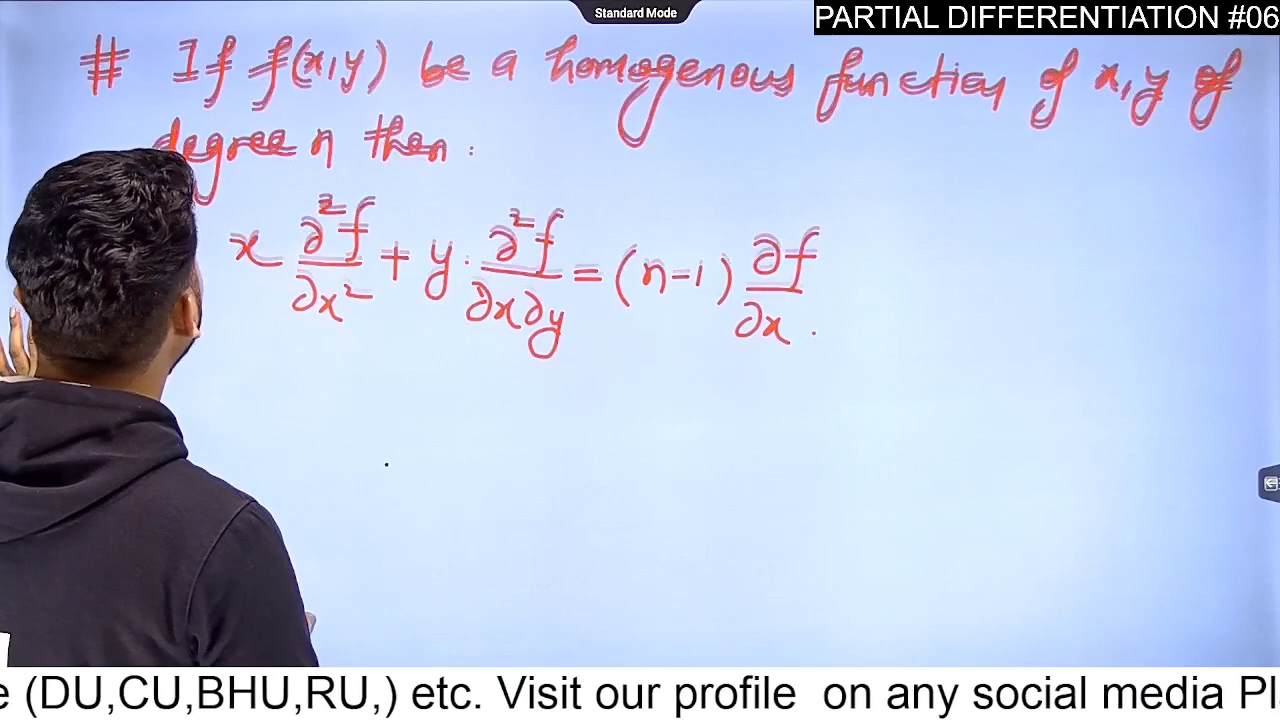 Standard Mode
PARTIAL DIFFERENTIATION #06
# If f(x,y) be a homogenous function of x,y of
degree n then :
x ∂²f/∂x² + y · ∂²f/∂x∂y = (n-1) ∂f/∂x .
e (DU,CU,BHU,RU,) etc. Visit our profile on any social media Pl